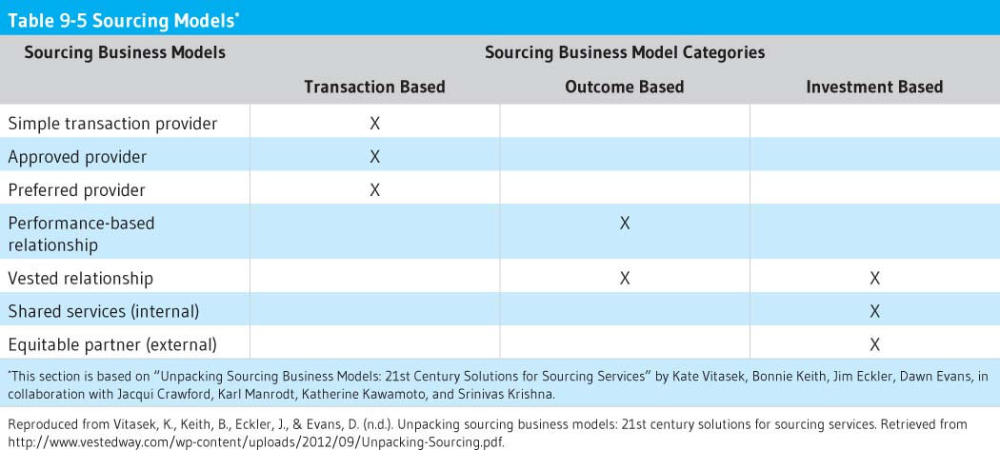 Table 9-5 Sourcing Models*
Sourcing Business Models Sourcing Business Model Categories
Transaction Based Outcome Based Investment Based
Simple transaction provider X
Approved provider X
Preferred provider X
Performance-based X
relationship
Vested relationship X X
Shared services (internal) X
Equitable partner (external) X
*This section is based on “Unpacking Sourcing Business Models: 21st Century Solutions for Sourcing Services” by Kate Vitasek, Bonnie Keith, Jim Eckler, Dawn Evans, in
collaboration with Jacqui Crawford, Karl Manrodt, Katherine Kawamoto, and Srinivas Krishna.
Reproduced from Vitasek, K., Keith, B., Eckler, J., & Evans, D. (n.d.). Unpacking sourcing business models: 21st century solutions for sourcing services. Retrieved from
http://www.vestedway.com/wp-content/uploads/2012/09/Unpacking-Sourcing.pdf.